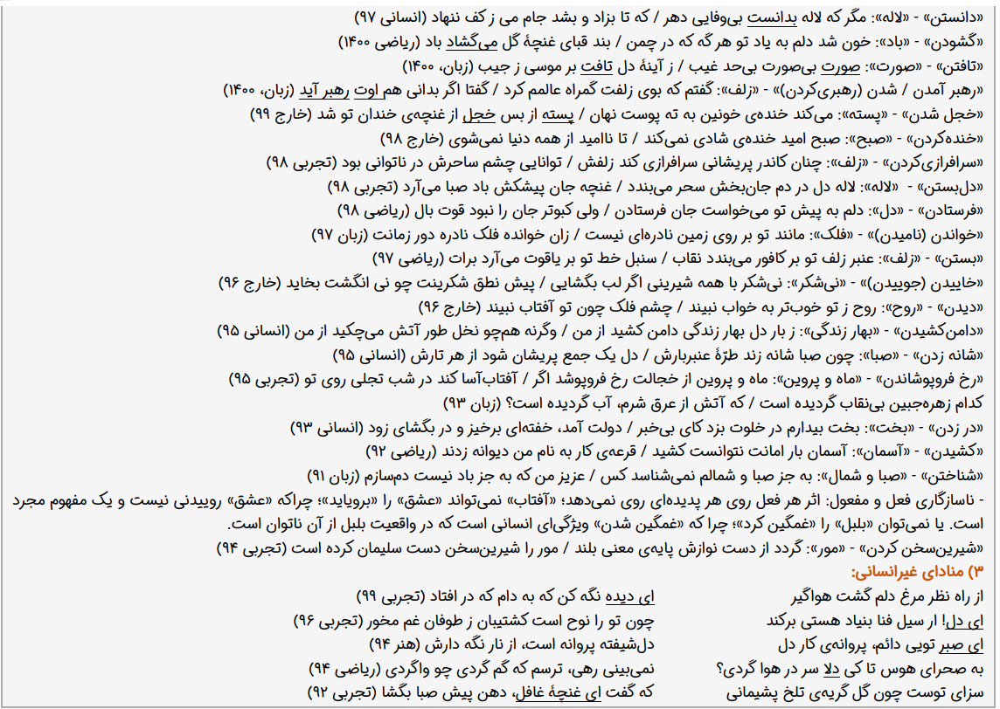 «دانستن» - «لاله»: مگر که لاله بدانست بی‌وفایی دهر / که تا بزاد و بشد جام می ز کف ننهاد (انسانی ۹۷)
«گشودن» - «باد»: خون شد دلم به یاد تو هر گه که در چمن / بند قبای غنچهٔ گل می‌گشاد باد (ریاضی ۱۴۰۰)
«تافتن» - «صورت»: صورت بی‌صورت بی‌حد غیب / ز آینهٔ دل تافت بر موسی ز جیب (زبان، ۱۴۰۰)
«رهبر آمدن / شدن (رهبری‌کردن)» - «زلف»: گفتم که بوی زلفت گمراه عالمم کرد / گفتا اگر بدانی هم اوت رهبر آید (زبان، ۱۴۰۰)
«خجل شدن» - «پسته»: می‌کند خنده‌ی خونین به ته پوست نهان / پسته از بس خجل از غنچه‌ی خندان تو شد (خارج ۹۹)
«خنده‌کردن» - «صبح»: صبح امید خنده‌ی شادی نمی‌کند / تا ناامید از همه دنیا نمی‌شوی (خارج ۹۸)
«سرافرازی‌کردن» - «زلف»: چنان کاندر پریشانی سرافرازی کند زلفش / توانایی چشم ساحرش در ناتوانی بود (تجربی ۹۸)
«دل‌بستن» - «لاله»: لاله دل در دم جان‌بخش سحر می‌بندد / غنچه جان پیشکش باد صبا می‌آرد (تجربی ۹۸)
«فرستادن» - «دل»: دلم به پیش تو می‌خواست جان فرستادن / ولی کبوتر جان را نبود قوت بال (ریاضی ۹۸)
«خواندن (نامیدن)» - «فلک»: مانند تو بر روی زمین نادره‌ای نیست / زان خوانده فلک نادره دور زمانت (زبان ۹۷)
«بستن» - «زلف»: عنبر زلف تو بر کافور می‌بندد نقاب / سنبل خط تو بر یاقوت می‌آرد برات (ریاضی ۹۷)
«خاییدن (جوییدن)» - «نی‌شکر»: نی‌شکر با همه شیرینی اگر لب بگشایی / پیش نطق شکرینت چو نی انگشت بخاید (خارج ۹۶)
«دیدن» - «روح»: روح ز تو خوب‌تر به خواب نبیند / چشم فلک چون تو آفتاب نبیند (خارج ۹۶)
«دامن‌کشیدن» - «بهار زندگی»: ز بار دل بهار زندگی دامن کشید از من / وگرنه هم‌چو نخل طور آتش می‌چکید از من (انسانی ۹۵)
«شانه زدن» - «صبا»: چون صبا شانه زند طرّهٔ عنبربارش / دل یک جمع پریشان شود از هر تارش (انسانی ۹۵)
«رخ فروپوشاندن» - «ماه و پروین»: ماه و پروین از خجالت رخ فروپوشد اگر / آفتاب‌آسا کند در شب تجلی روی تو (تجربی ۹۵)
کدام زهره‌جبین بی‌نقاب گردیده است / که آتش از عرق شرم، آب گردیده است؟ (زبان ۹۳)
«در زدن» - «بخت»: بخت بیدارم در خلوت بزد کای بی‌خبر / دولت آمد، خفته‌ای برخیز و در بگشای زود (انسانی ۹۳)
«کشیدن» - «آسمان»: آسمان بار امانت نتوانست کشید / قرعه‌ی کار به نام من دیوانه زدند (ریاضی ۹۲)
«شناختن» - «صبا و شمال»: به جز صبا و شمالم نمی‌شناسد کس / عزیز من که به جز باد نیست دم‌سازم (زبان ۹۱)
- ناسازگاری فعل و مفعول: اثر هر فعل روی هر پدیده‌ای روی نمی‌دهد؛ «آفتاب» نمی‌تواند «عشق» را «برویاید»؛ چراکه «عشق» روییدنی نیست و یک مفهوم مجرد
است. یا نمی‌توان «بلبل» را «غمگین کرد»؛ چرا که «غمگین شدن» ویژگی‌ای انسانی است که در واقعیت بلبل از آن ناتوان است.
«شیرین‌سخن کردن» - «مور»: گردد از دست نوازش پایه‌ی معنی بلند / مور را شیرین‌سخن دست سلیمان کرده است (تجربی ۹۴)
۳) منادای غیرانسانی:
از راه نظر مرغ دلم گشت هواگیر ای دیده نگه کن که به دام که در افتاد (تجربی ۹۹)
ای دل! ار سیل فنا بنیاد هستی برکند چون تو را نوح است کشتیبان ز طوفان غم مخور (تجربی ۹۶)
ای صبر تویی دائم، پروانه‌ی کار دل دل‌شیفته پروانه است، از نار نگه دارش (هنر ۹۴)
به صحرای هوس تا کی دلا سر در هوا گردی؟ نمی‌بینی رهی، ترسم که گم گردی چو واگردی (ریاضی ۹۴)
سزای توست چون گل گریه‌ی تلخ پشیمانی که گفت ای غنچهٔ غافل، دهن پیش صبا بگشا (تجربی ۹۲)